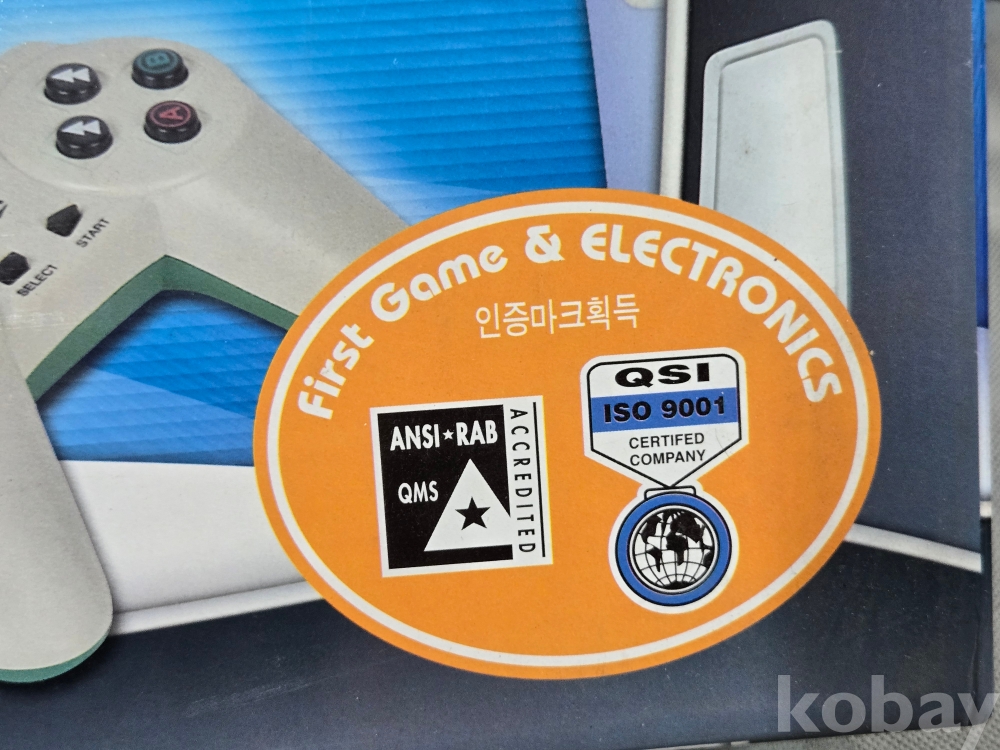 B
A
START
SELECT
First Game & ELECTRONICS
인증마크획득
ANSI★RAB
QMS
ACCREDITED
QSI
ISO 9001
CERTIFED
COMPANY
kobay